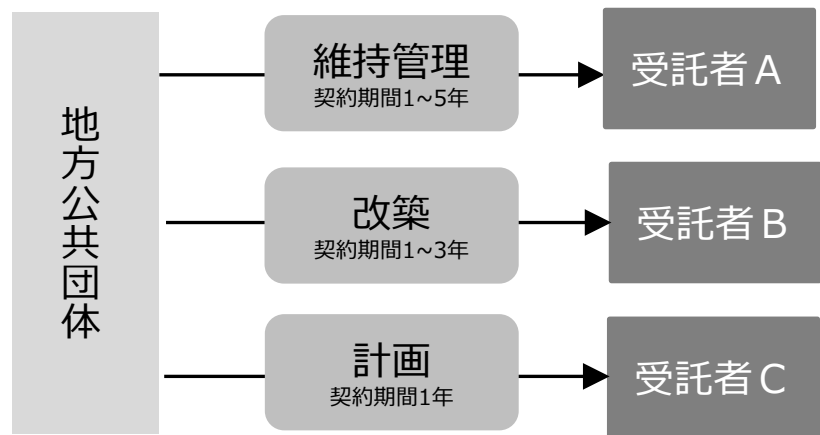 地方公共団体
維持管理
契約期間1~5年
受託者A
改築
契約期間1~3年
受託者B
計画
契約期間1年
受託者C